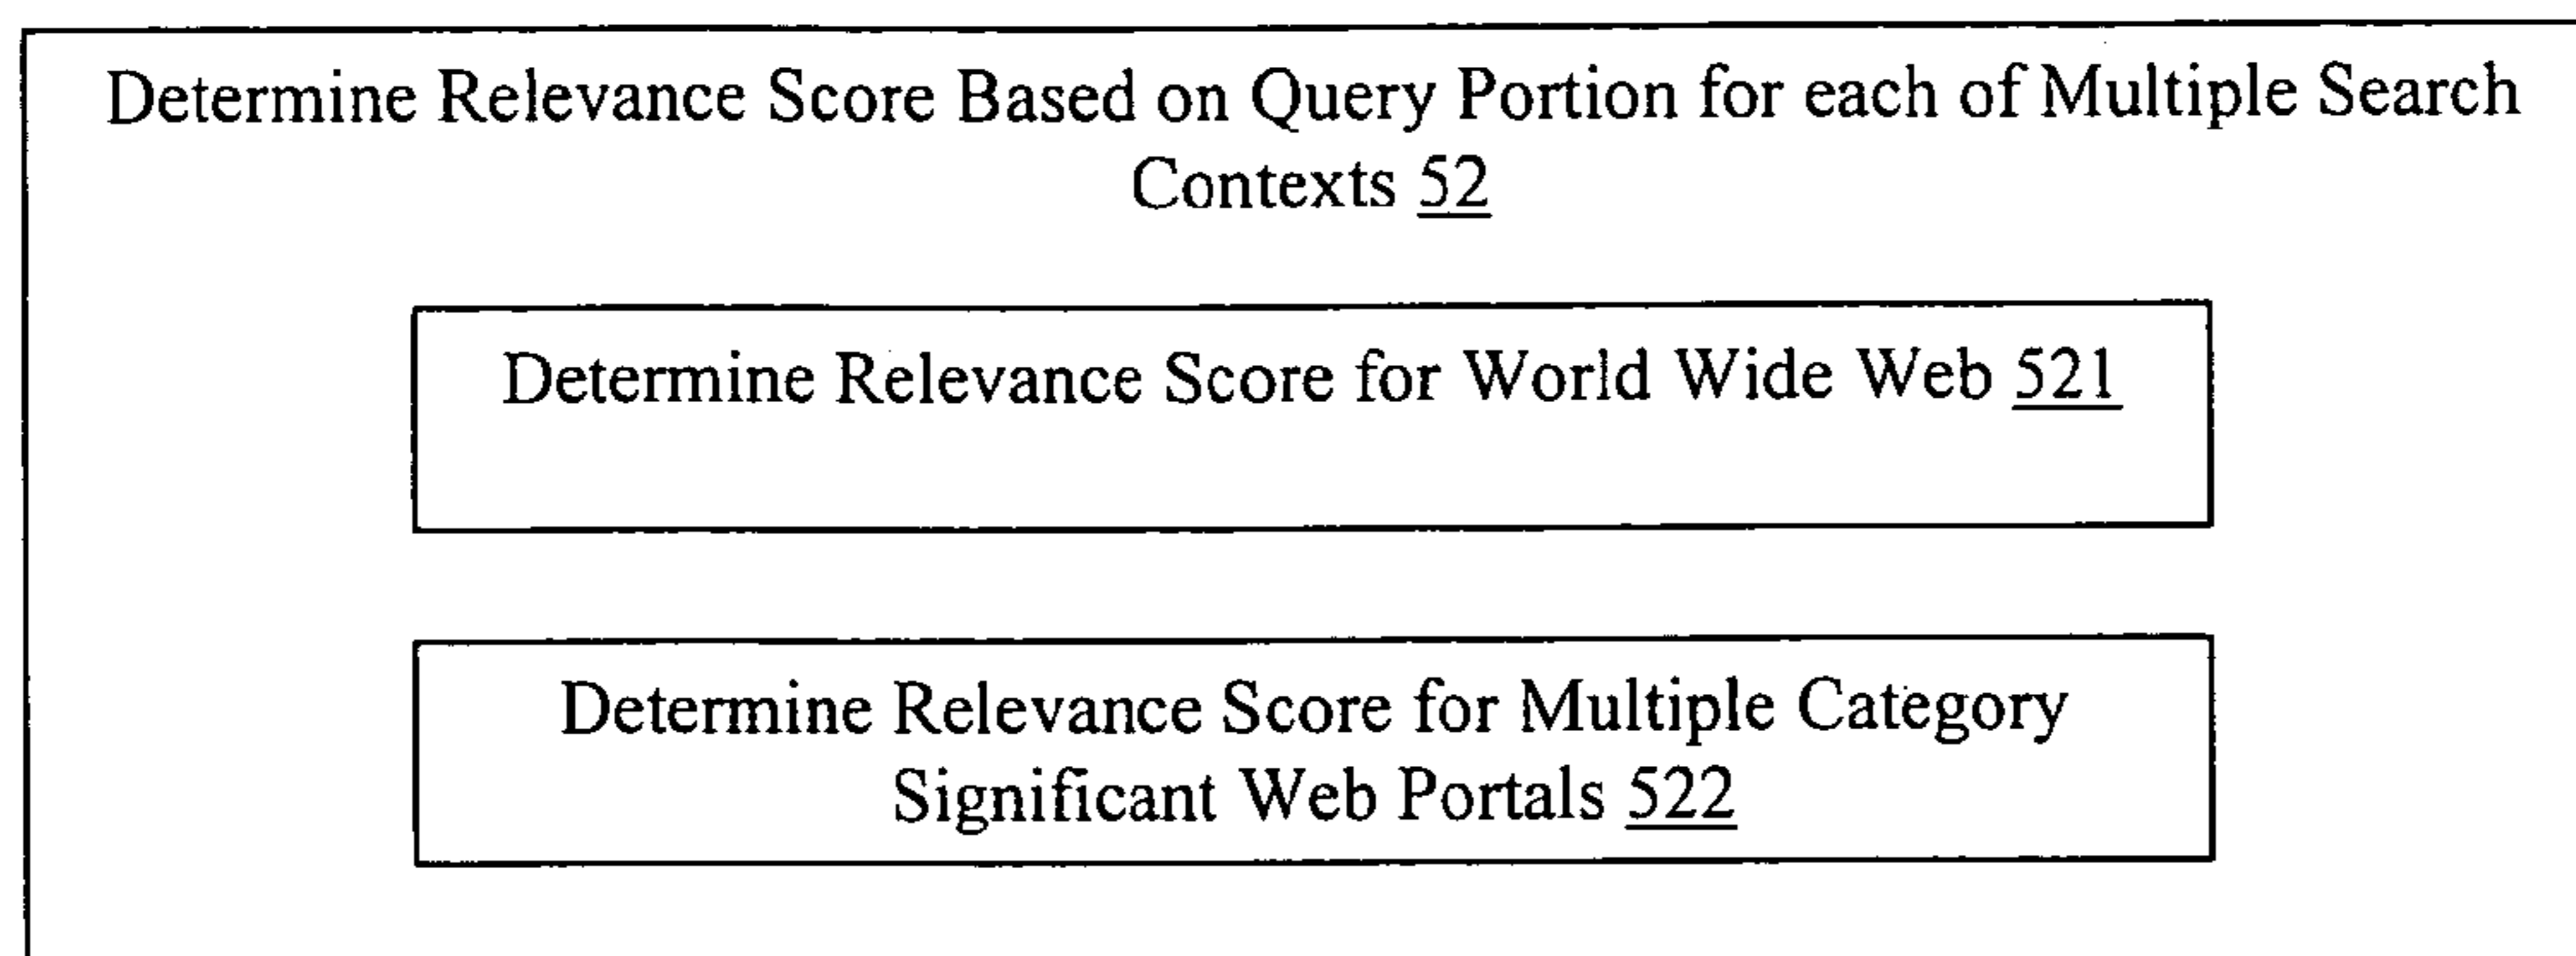 Determine Relevance Score Based on Query Portion for each of Multiple Search
Contexts 52
Determine Relevance Score for World Wide Web 521
Determine Relevance Score for Multiple Category
Significant Web Portals 522